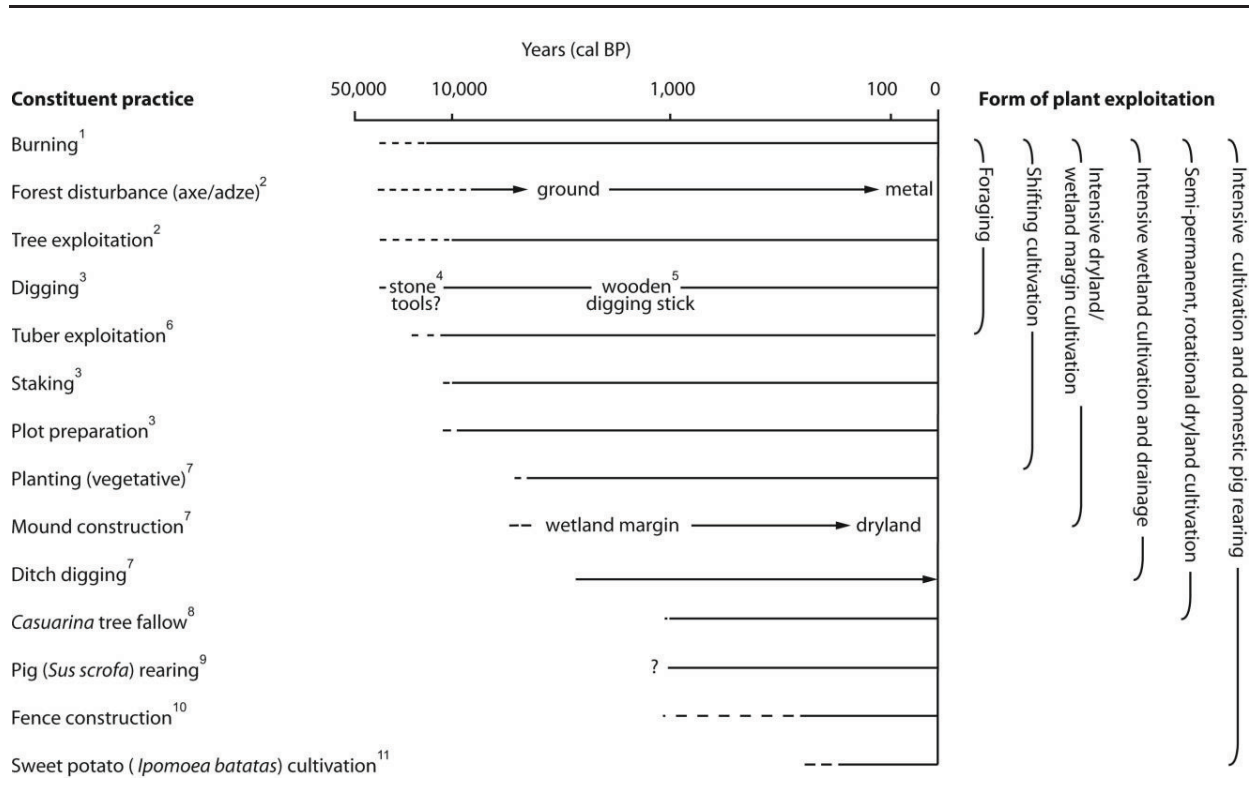 Years (cal BP)
50,000 10,000 1,000 100 0
Constituent practice
Form of plant exploitation
Burning1
Forest disturbance (axe/adze)2 ground metal
Tree exploitation2
Digging3 stone4 wooden5
tools? digging stick
Tuber exploitation6
Staking3
Plot preparation3
Planting (vegetative)7
Mound construction7 wetland margin dryland
Ditch digging7
Casuarina tree fallow8
Pig (Sus scrofa) rearing9 ?
Fence construction10
Sweet potato ( Ipomoea batatas) cultivation11
Foraging
Shifting cultivation
Intensive dryland/
wetland margin cultivation
Intensive wetland cultivation and drainage
Semi-permanent, rotational dryland cultivation
Intensive cultivation and domestic pig rearing